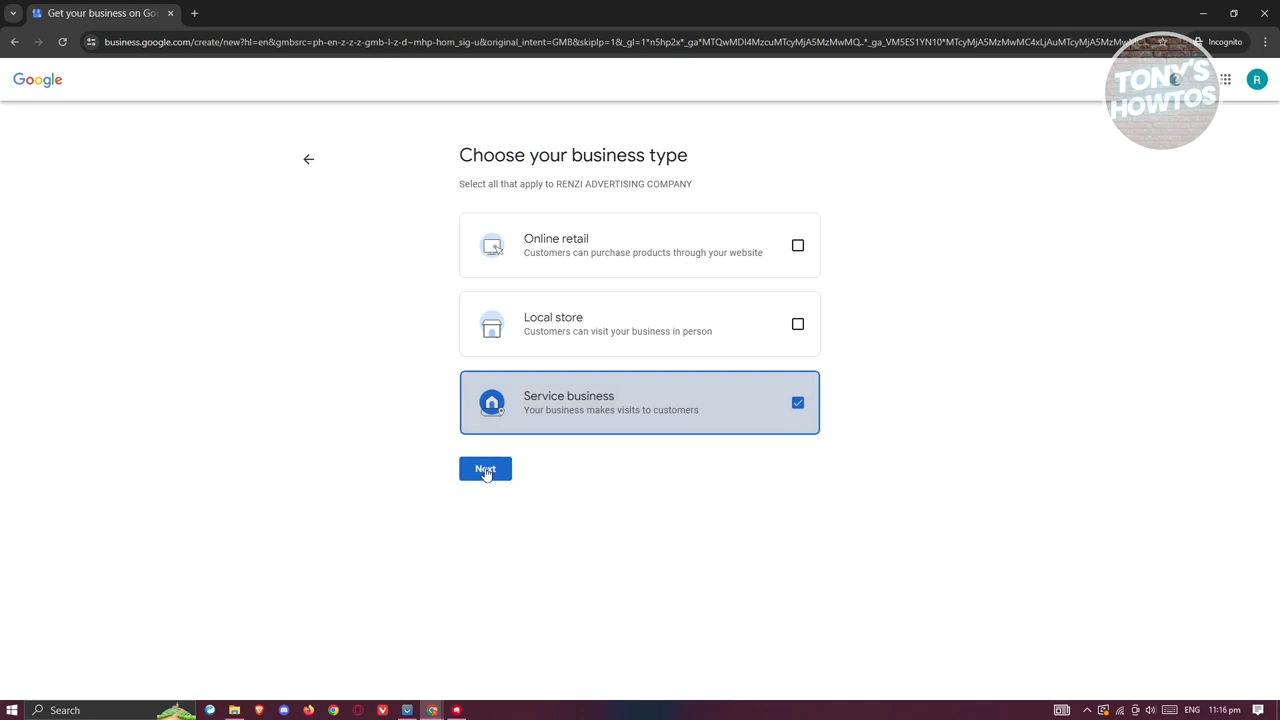 Get your business on Go
business.google.com/create/new?hl=en&gmbsrc=ph-en-z-z-z-gmb-l-z-d~mhp-hom_sig-u&original_intent=GMB&skiplp=1&_gl=1*n5hp2x*_ga*
Incognito
Google
R
TONY'S
HOWTOS
Choose your business type
Select all that apply to RENZI ADVERTISING COMPANY
Online retail
Customers can purchase products through your website
Local store
Customers can visit your business in person
Service business
Your business makes visits to customers
Next
Search
ENG
11:16 pm